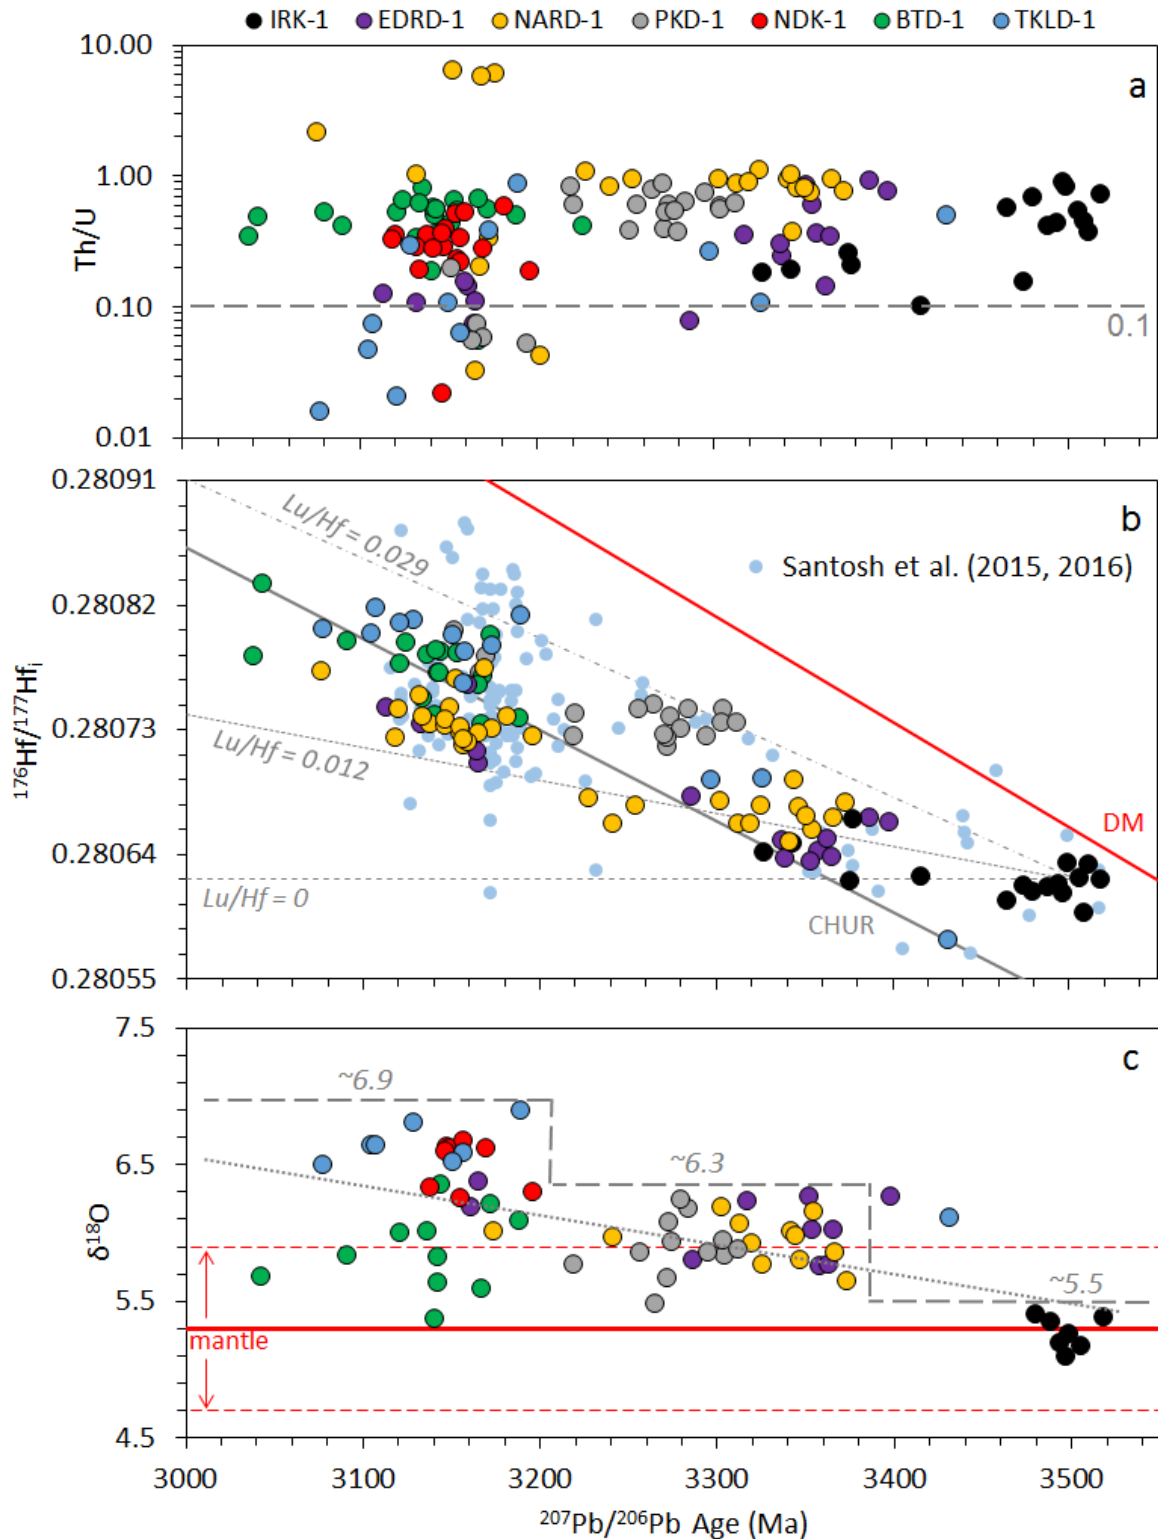 IRK-1 EDRD-1 NARD-1 PKD-1 NDK-1 BTD-1 TKLD-1
10.00
a
1.00
Th/U
0.10
0.1
0.01
0.28091
b
Lu/Hf = 0.029
Santosh et al. (2015, 2016)
0.28082
¹⁷⁶Hf/¹⁷⁷Hfᵢ
0.28073
Lu/Hf = 0.012
DM
0.28064
Lu/Hf = 0
CHUR
0.28055
7.5
c
~6.9
6.5
~6.3
δ¹⁸O
5.5
~5.5
mantle
4.5
3000 3100 3200 3300 3400 3500
²⁰⁷Pb/²⁰⁶Pb Age (Ma)